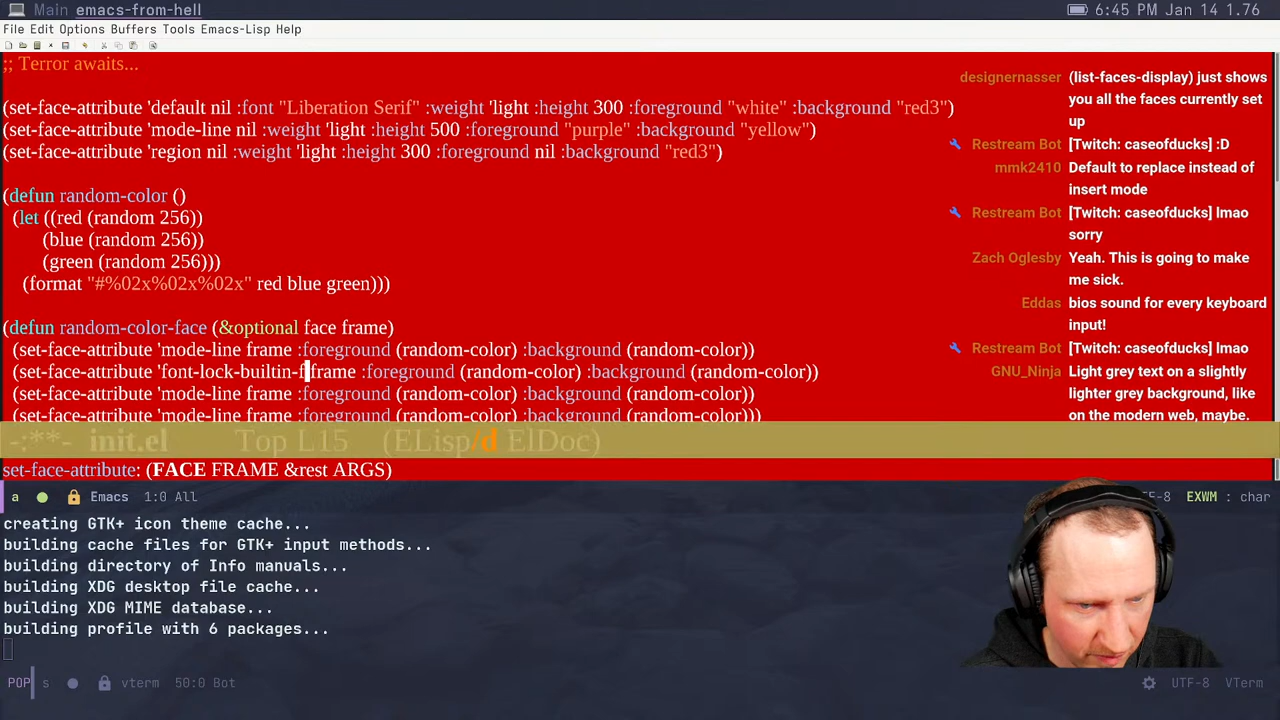 Main emacs-from-hell
6:45 PM Jan 14 1.76
File Edit Options Buffers Tools Emacs-Lisp Help
;; Terror awaits...
(set-face-attribute 'default nil :font "Liberation Serif" :weight 'light :height 300 :foreground "white" :background "red3")
(set-face-attribute 'mode-line nil :weight 'light :height 500 :foreground "purple" :background "yellow")
(set-face-attribute 'region nil :weight 'light :height 300 :foreground nil :background "red3")
(defun random-color ()
(let ((red (random 256))
(blue (random 256))
(green (random 256)))
(format "#%02x%02x%02x" red blue green)))
(defun random-color-face (&optional face frame)
(set-face-attribute 'mode-line frame :foreground (random-color) :background (random-color))
(set-face-attribute 'font-lock-builtin-f frame :foreground (random-color) :background (random-color))
(set-face-attribute 'mode-line frame :foreground (random-color) :background (random-color))
(set-face-attribute 'mode-line frame :foreground (random-color) :background (random-color)))
designernasser (list-faces-display) just shows
you all the faces currently set
up
Restream Bot [Twitch: caseofducks] :D
mmk2410 Default to replace instead of
insert mode
Restream Bot [Twitch: caseofducks] lmao
sorry
Zach Oglesby Yeah. This is going to make
me sick.
Eddas bios sound for every keyboard
input!
Restream Bot [Twitch: caseofducks] lmao
GNU_Ninja Light grey text on a slightly
lighter grey background, like
on the modern web, maybe.
-:**- init.el Top L15 (ELisp/d ElDoc)
set-face-attribute: (FACE FRAME &rest ARGS)
a Emacs 1:0 All
TF-8 EXWM : char
creating GTK+ icon theme cache...
building cache files for GTK+ input methods...
building directory of Info manuals...
building XDG desktop file cache...
building XDG MIME database...
building profile with 6 packages...
POP s vterm 50:0 Bot
UTF-8 VTerm